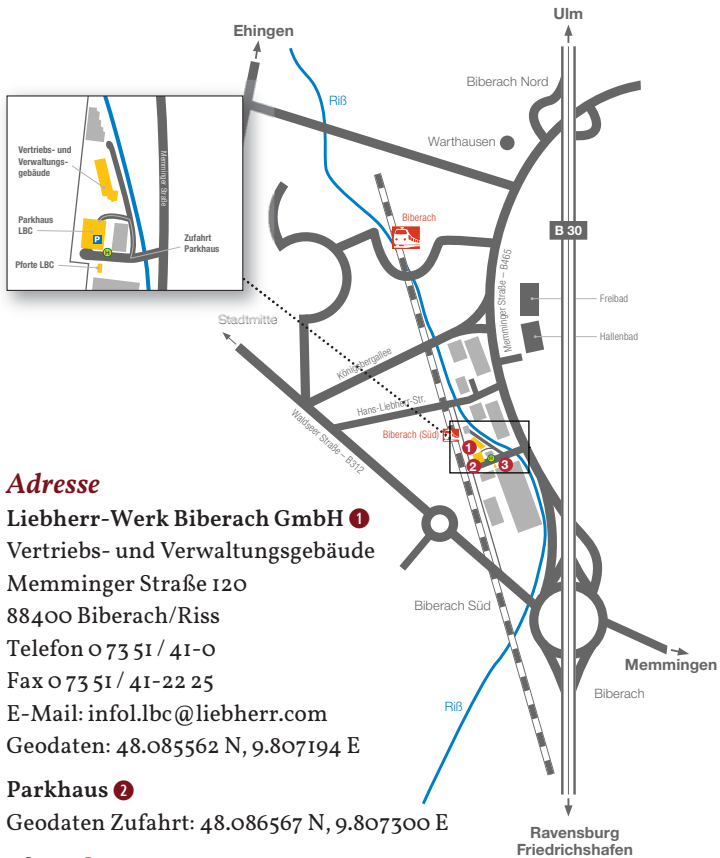 Ulm
Ehingen
Biberach Nord
Riß
Warthausen
Vertriebs- und
Verwaltungs-
gebäude
Memminger Straße
Parkhaus
LBC
P
H
Zufahrt
Parkhaus
Pforte LBC
Biberach
B 30
Memminger Straße – B465
Freibad
Hallenbad
Stadtmitte
Königsbergallee
Hans-Liebherr-Str.
Waldseer Straße – B312
Biberach (Süd)
1
H
2
3
Adresse
Liebherr-Werk Biberach GmbH 1
Vertriebs- und Verwaltungsgebäude
Memminger Straße 120
88400 Biberach/Riss
Telefon 0 73 51 / 41-0
Fax 0 73 51 / 41-22 25
E-Mail: infol.lbc@liebherr.com
Geodaten: 48.085562 N, 9.807194 E
Biberach Süd
Memmingen
Biberach
Riß
Parkhaus 2
Geodaten Zufahrt: 48.086567 N, 9.807300 E
Ravensburg
Friedrichshafen